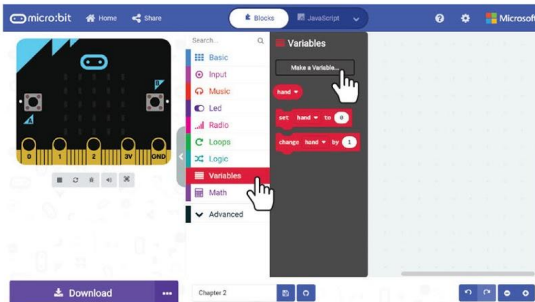 micro:bit Home Share Blocks JavaScript Microsoft
Search...
Basic
Input
Music
Led
Radio
Loops
Logic
Variables
Math
Advanced
Variables
Make a Variable...
hand
set hand to 0
change hand by 1
B
A
0 1 2 3V GND
Download
Chapter 2